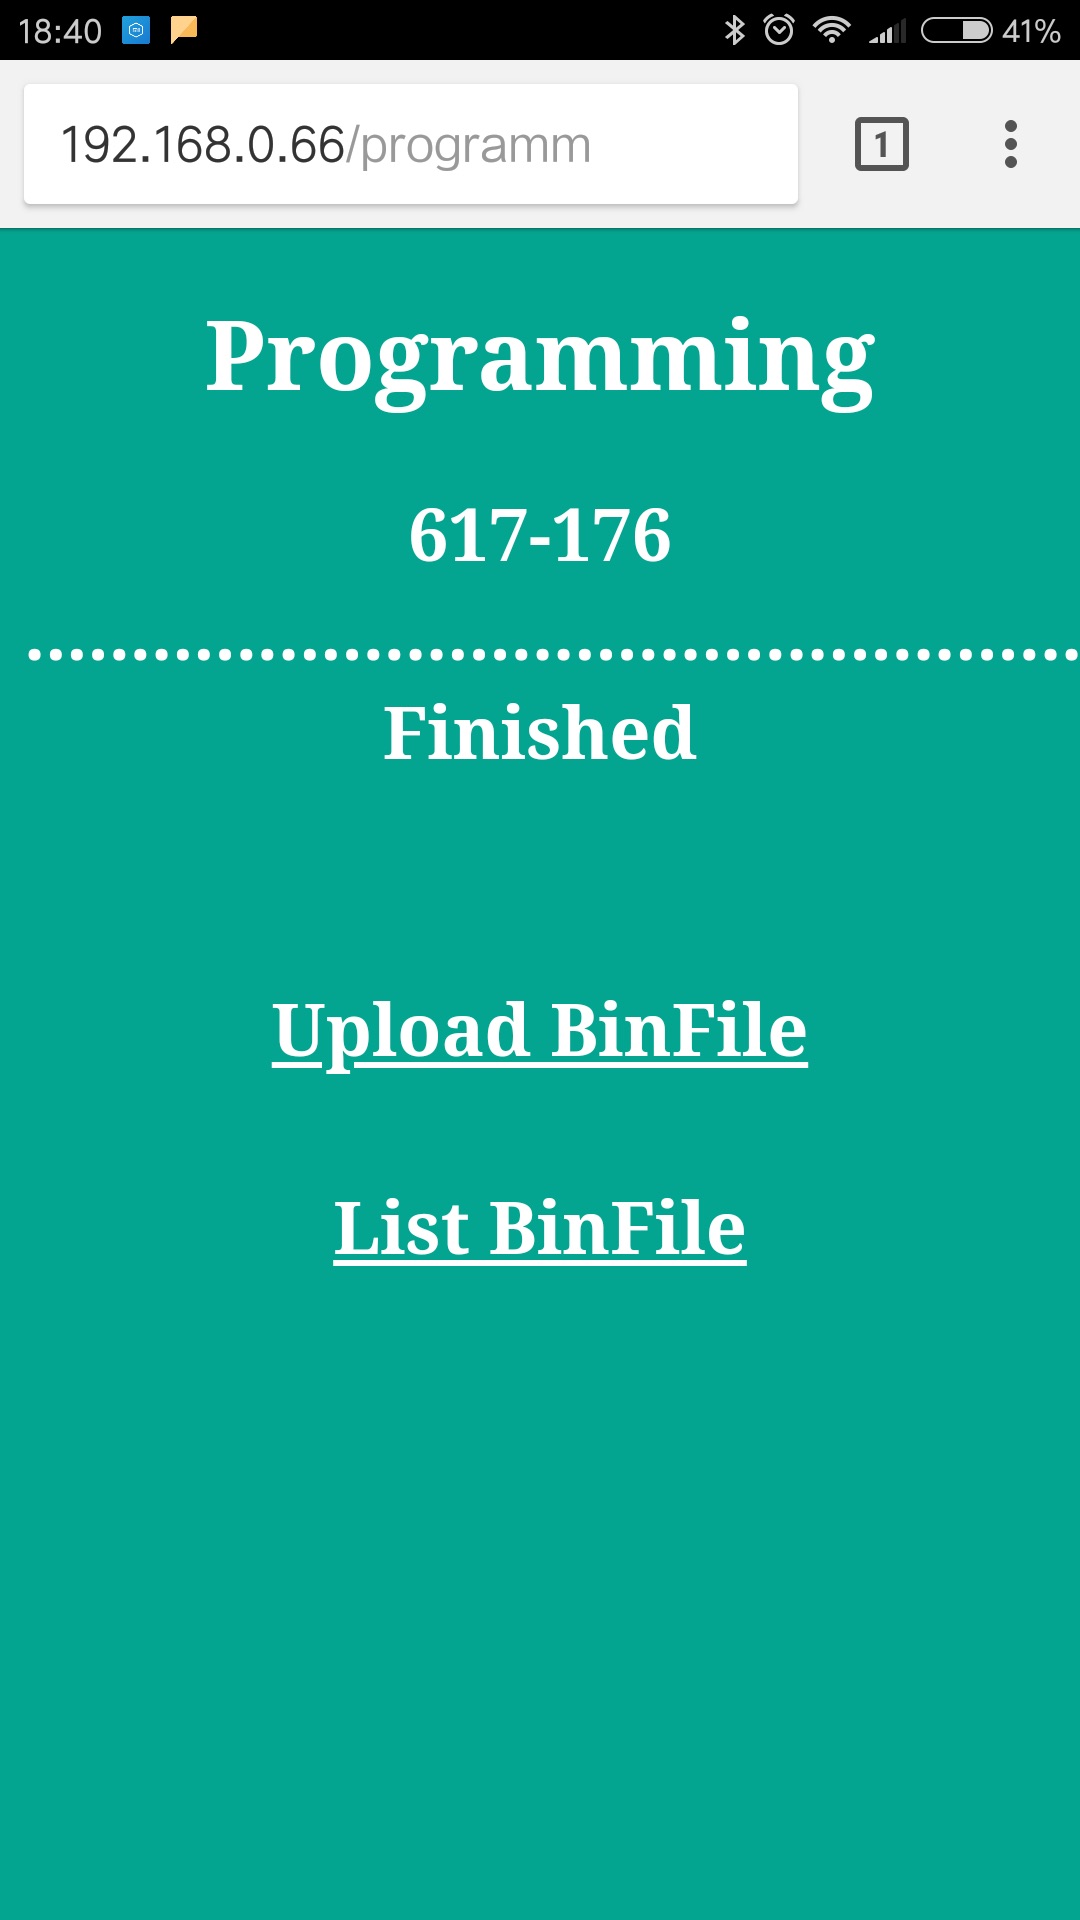 18:40 41%
192.168.0.66/programm 1
Programming
617-176
..................................................
Finished
Upload BinFile
List BinFile